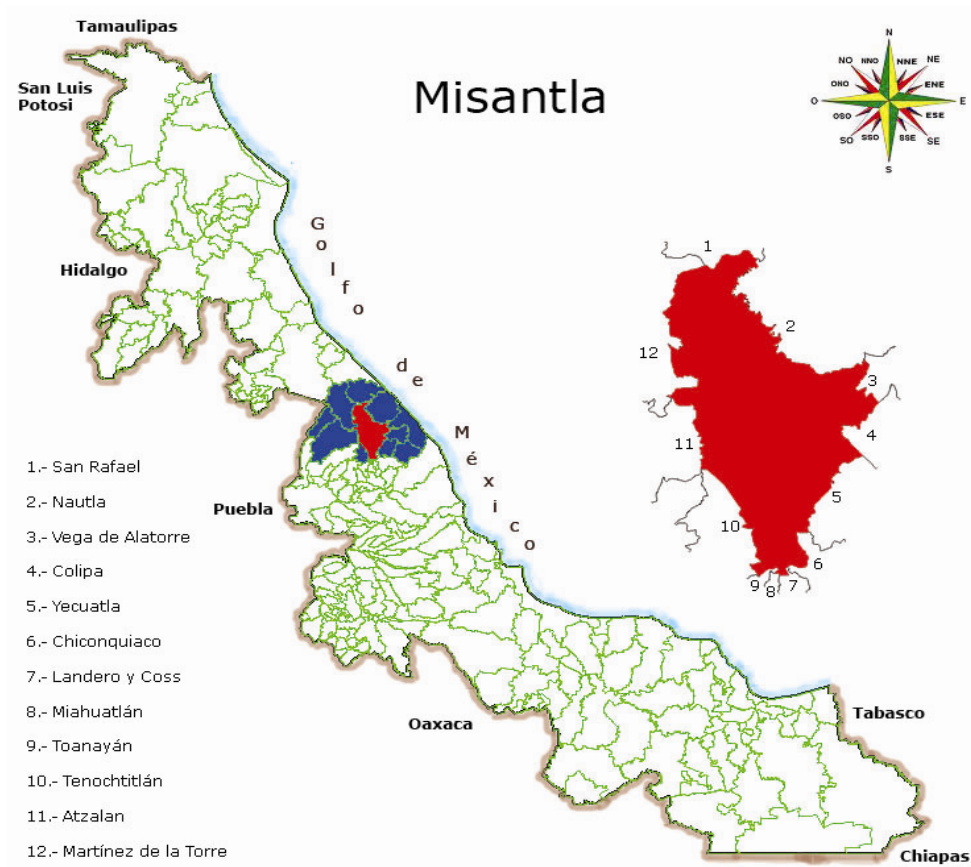 Tamaulipas
San Luis
Potosi
Misantla
N
NNO
NNE
NO
NE
ONO
ENE
O
E
OSO
ESE
SO
SSO
SSE
SE
S
Golfo de México
Hidalgo
Puebla
Oaxaca
Tabasco
Chiapas
1
2
3
4
5
6
7
8
9
10
11
12
1.- San Rafael
2.- Nautla
3.- Vega de Alatorre
4.- Colipa
5.- Yecuatla
6.- Chiconquiaco
7.- Landero y Coss
8.- Miahuatlán
9.- Toanayán
10.- Tenochtitlán
11.- Atzalan
12.- Martínez de la Torre